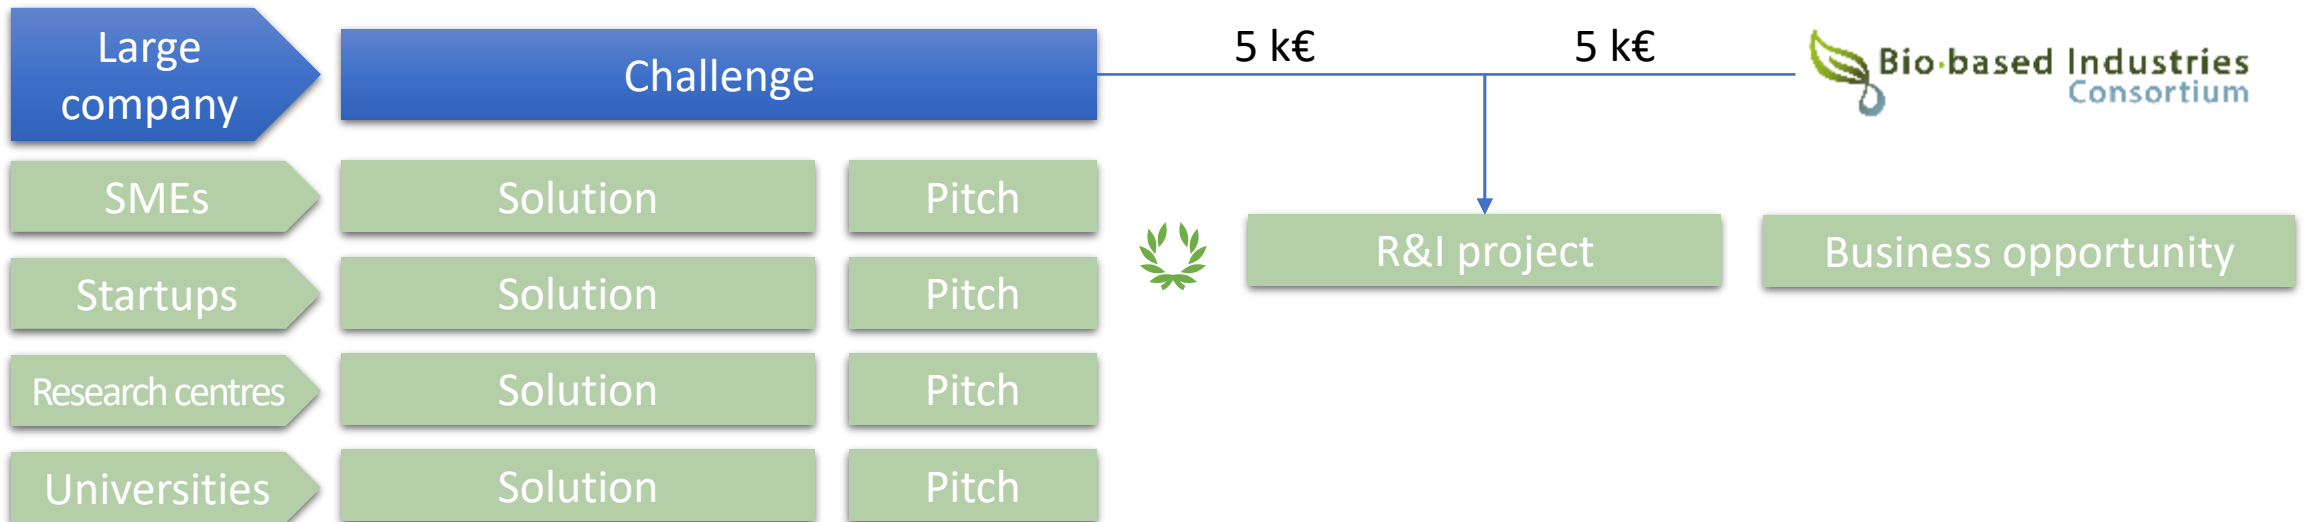 Large
company
Challenge
5 k€
5 k€
Bio-based Industries
Consortium
SMEs
Solution
Pitch
R&I project
Business opportunity
Startups
Solution
Pitch
Research centres
Solution
Pitch
Universities
Solution
Pitch